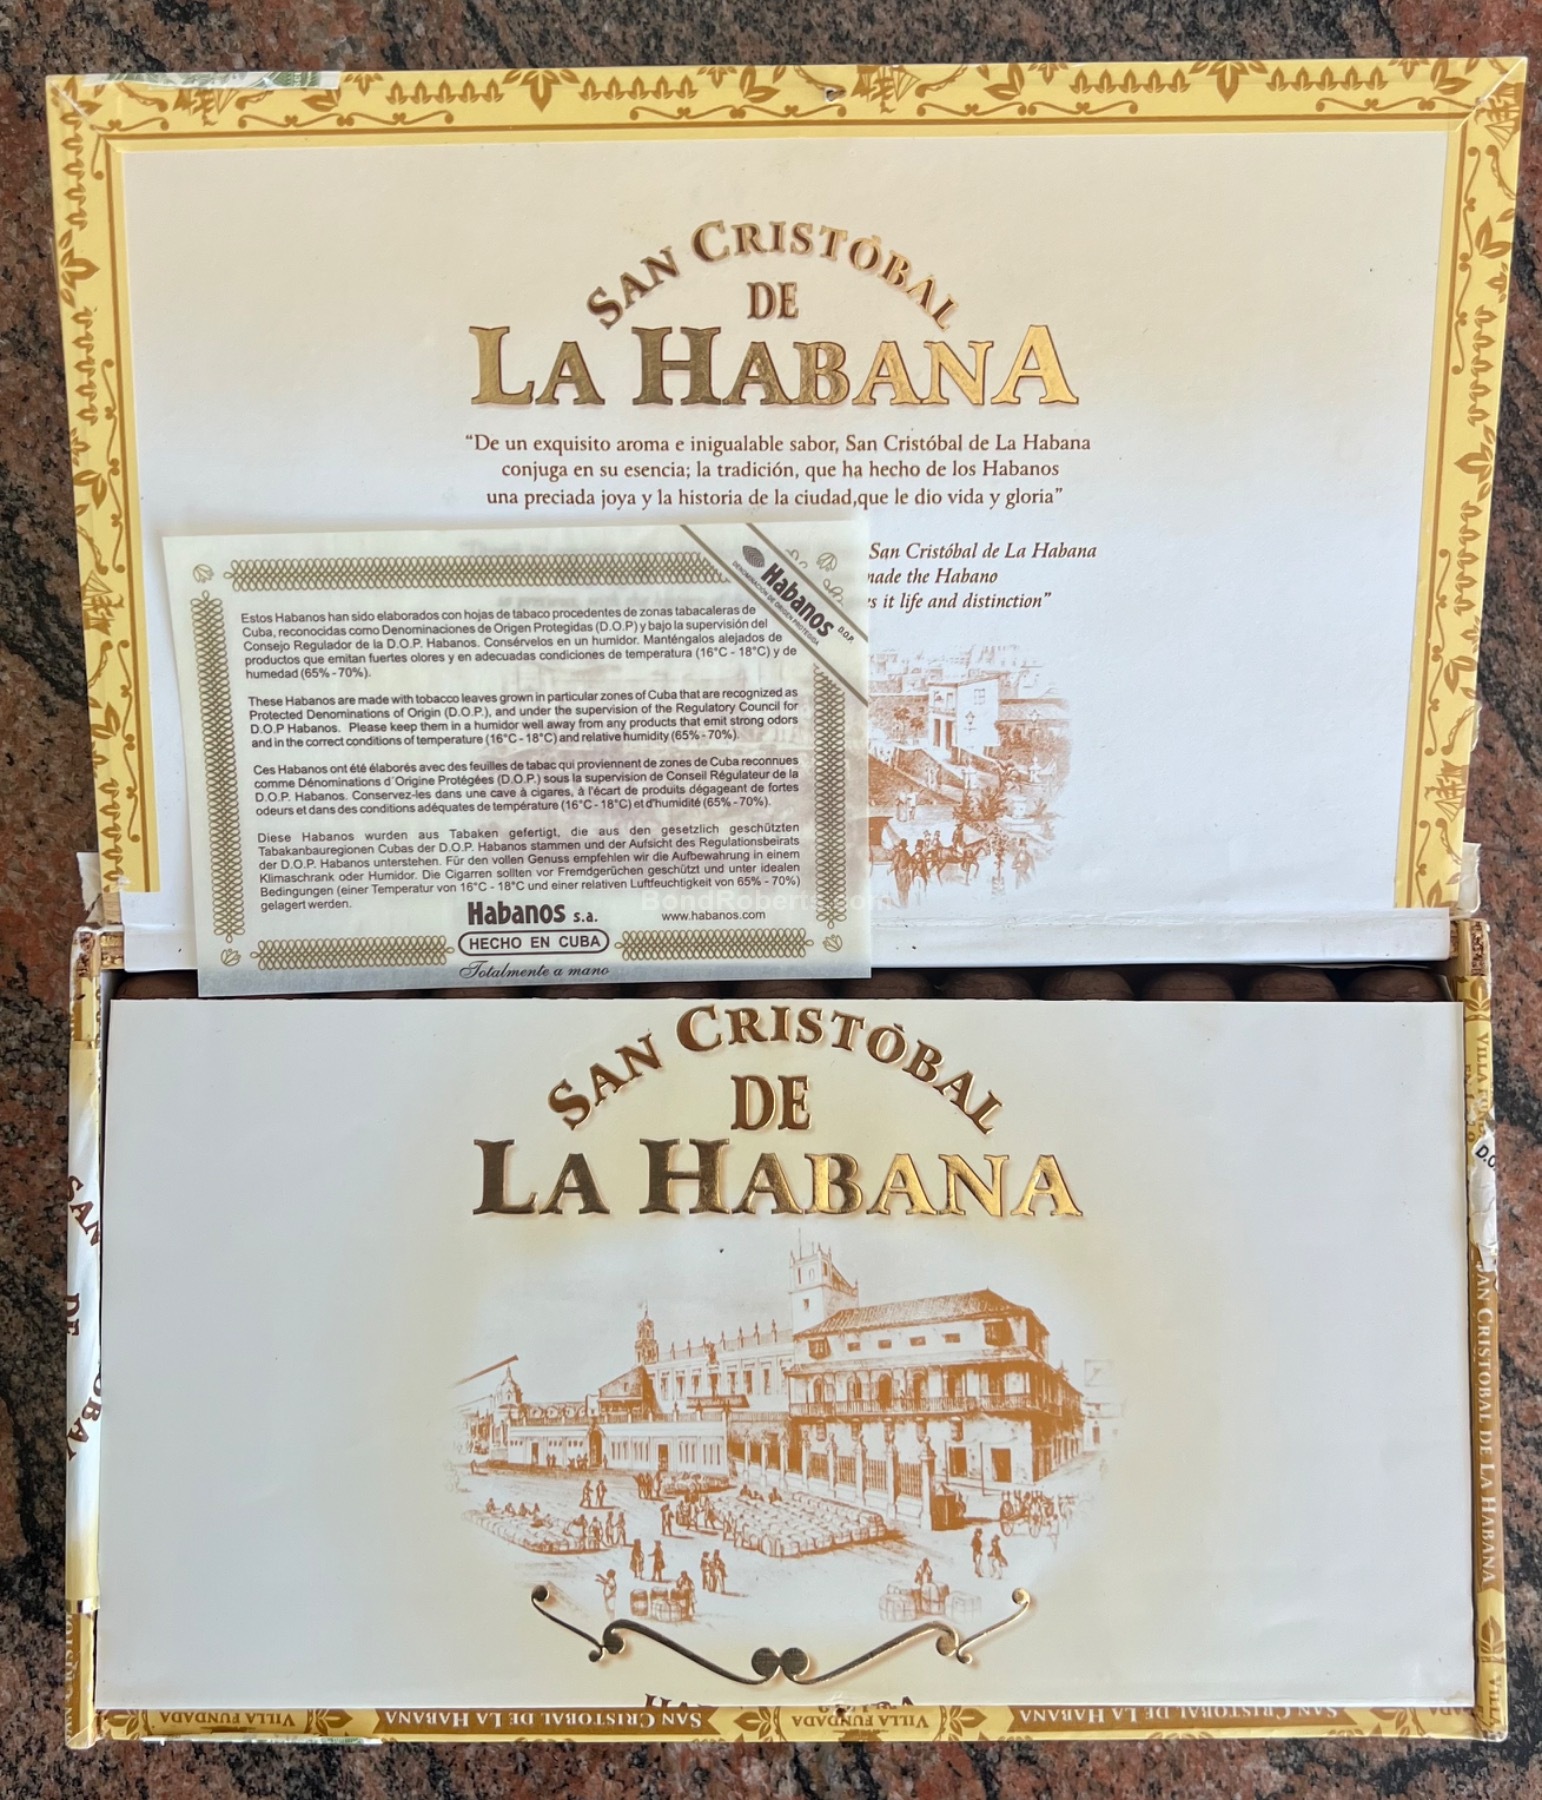 SAN CRISTÓBAL
DE
LA HABANA
“De un exquisito aroma e inigualable sabor, San Cristóbal de La Habana
conjuga en su esencia; la tradición, que ha hecho de los Habanos
una preciada joya y la historia de la ciudad,que le dio vida y gloria”
San Cristóbal de La Habana
the Habano
it life and distinction”
Habanos
DENOMINACIÓN DE ORIGEN PROTEGIDA
D.O.P.
Estos Habanos han sido elaborados con hojas de tabaco procedentes de zonas tabacaleras de
Cuba, reconocidas como Denominaciones de Origen Protegidas (D.O.P) y bajo la supervisión del
Consejo Regulador de la D.O.P. Habanos. Consérvelos en un humidor. Manténgalos alejados de
productos que emitan fuertes olores y en adecuadas condiciones de temperatura (16°C - 18°C) y de
humedad (65% - 70%).
These Habanos are made with tobacco leaves grown in particular zones of Cuba that are recognized as
Protected Denominations of Origin (D.O.P.), and under the supervision of the Regulatory Council for
D.O.P Habanos. Please keep them in a humidor well away from any products that emit strong odors
and in the correct conditions of temperature (16°C - 18°C) and relative humidity (65% - 70%).
Ces Habanos ont été élaborés avec des feuilles de tabac qui proviennent de zones de Cuba reconnues
comme Dénominations d´Origine Protégées (D.O.P.) sous la supervision de Conseil Régulateur de la
D.O.P. Habanos. Conservez-les dans une cave à cigares, à l'écart de produits dégageant de fortes
odeurs et dans des conditions adéquates de température (16°C - 18°C) et d'humidité (65% - 70%).
Diese Habanos wurden aus Tabaken gefertigt, die aus den gesetzlich geschützten
Tabakanbauregionen Cubas der D.O.P. Habanos stammen und der Aufsicht des Regulationsbeirats
der D.O.P. Habanos unterstehen. Für den vollen Genuss empfehlen wir die Aufbewahrung in einem
Klimaschrank oder Humidor. Die Cigarren sollten vor Fremdgerüchen geschützt und unter idealen
Bedingungen (einer Temperatur von 16°C - 18°C und einer relativen Luftfeuchtigkeit von 65% - 70%)
gelagert werden.
BondRoberts.com
Habanos s.a.
www.habanos.com
HECHO EN CUBA
Totalmente a mano
SAN CRISTÒBAL
DE
LA HABANA
SAN
DE
VILLA
D.O.
SAN CRISTOBAL DE LA HABANA
VILLA
VILLA FUNDADA
SAN CRISTOBAL DE LA HABANA
VILLA FUNDADA
SAN CRISTOBAL DE LA HABANA